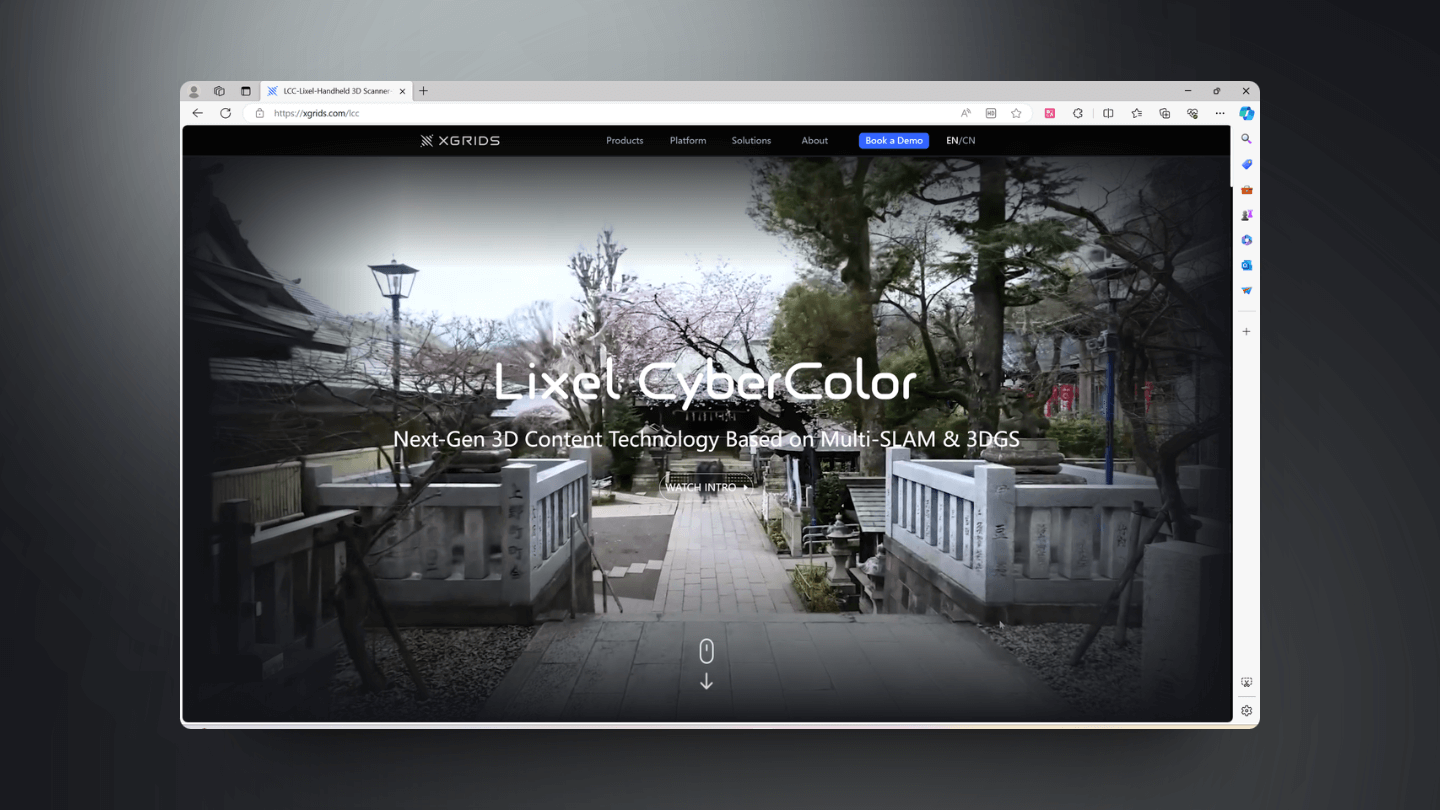 LCC-Lixel-Handheld 3D Scanner-
https://xgrids.com/lcc
XGRIDS
Products
Platform
Solutions
About
Book a Demo
EN/CN
Lixel CyberColor
Next-Gen 3D Content Technology Based on Multi-SLAM & 3DGS
WATCH INTRO